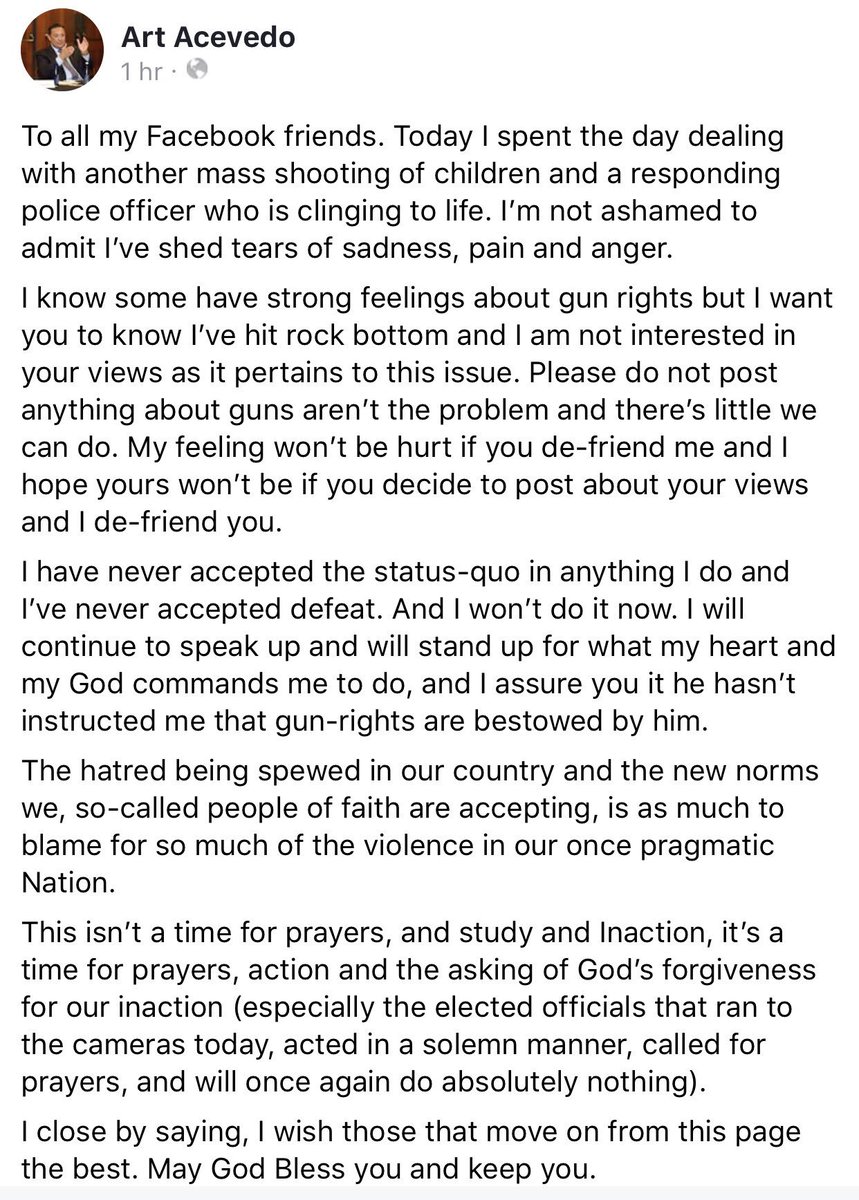 Art Acevedo
1 hr ·
To all my Facebook friends. Today I spent the day dealing
with another mass shooting of children and a responding
police officer who is clinging to life. I’m not ashamed to
admit I’ve shed tears of sadness, pain and anger.
I know some have strong feelings about gun rights but I want
you to know I’ve hit rock bottom and I am not interested in
your views as it pertains to this issue. Please do not post
anything about guns aren’t the problem and there’s little we
can do. My feeling won’t be hurt if you de-friend me and I
hope yours won’t be if you decide to post about your views
and I de-friend you.
I have never accepted the status-quo in anything I do and
I’ve never accepted defeat. And I won’t do it now. I will
continue to speak up and will stand up for what my heart and
my God commands me to do, and I assure you it he hasn’t
instructed me that gun-rights are bestowed by him.
The hatred being spewed in our country and the new norms
we, so-called people of faith are accepting, is as much to
blame for so much of the violence in our once pragmatic
Nation.
This isn’t a time for prayers, and study and Inaction, it’s a
time for prayers, action and the asking of God’s forgiveness
for our inaction (especially the elected officials that ran to
the cameras today, acted in a solemn manner, called for
prayers, and will once again do absolutely nothing).
I close by saying, I wish those that move on from this page
the best. May God Bless you and keep you.